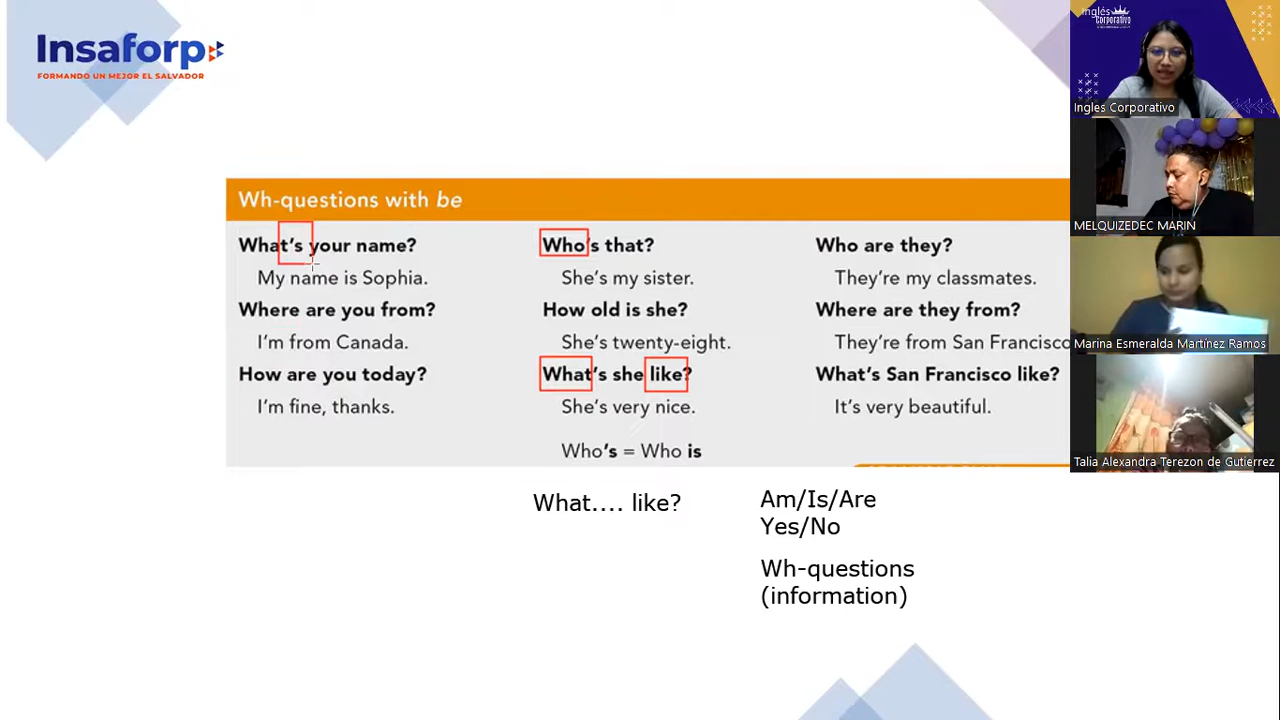 Insaforp
FORMANDO UN MEJOR EL SALVADOR
Wh-questions with be
What's your name?
My name is Sophia.
Where are you from?
I'm from Canada.
How are you today?
I'm fine, thanks.
Who's that?
She's my sister.
How old is she?
She's twenty-eight.
What's she like?
She's very nice.
Who's = Who is
Who are they?
They're my classmates.
Where are they from?
They're from San Francisco
What's San Francisco like?
It's very beautiful.
What.... like?
Am/Is/Are
Yes/No
Wh-questions
(information)
Inglés
Corporativo
Ingles Corporativo
MELQUIZEDEC MARIN
Marina Esmeralda Martínez Ramos
Talia Alexandra Terezon de Gutierrez